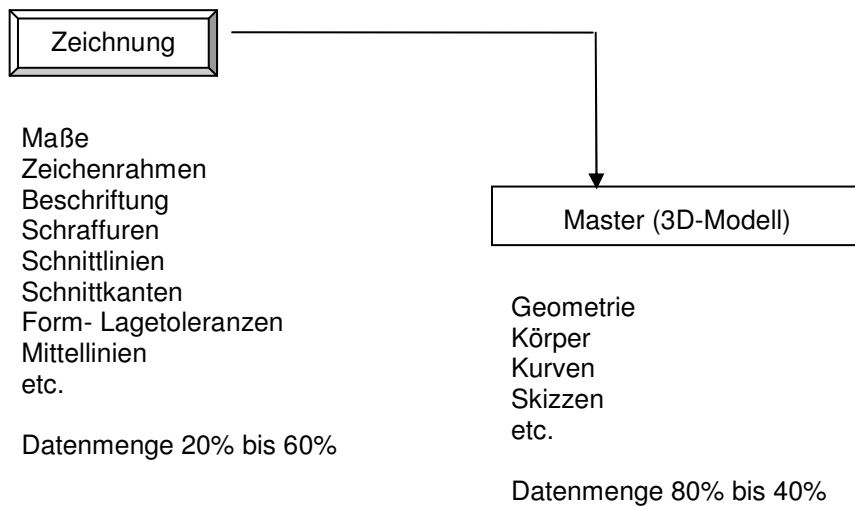 Zeichnung
Maße
Zeichenrahmen
Beschriftung
Schraffuren
Schnittlinien
Schnittkanten
Form- Lagetoleranzen
Mittellinien
etc.
Datenmenge 20% bis 60%
Master (3D-Modell)
Geometrie
Körper
Kurven
Skizzen
etc.
Datenmenge 80% bis 40%